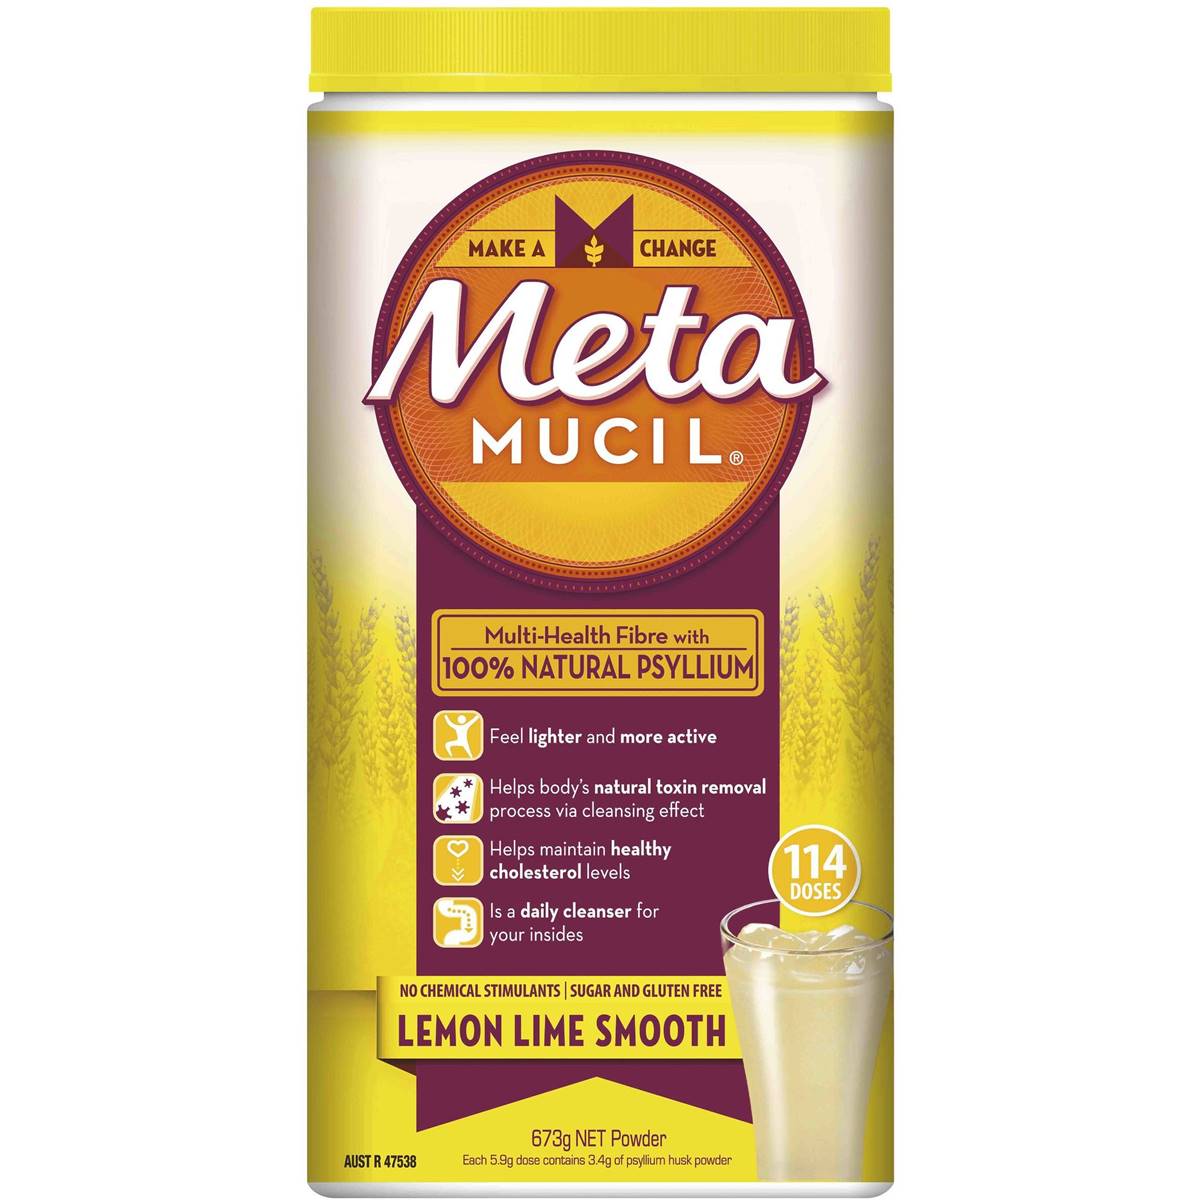 MAKE A CHANGE
Meta
MUCIL®
Multi-Health Fibre with
100% NATURAL PSYLLIUM
Feel lighter and more active
Helps body's natural toxin removal
process via cleansing effect
Helps maintain healthy
cholesterol levels
Is a daily cleanser for
your insides
114
DOSES
NO CHEMICAL STIMULANTS | SUGAR AND GLUTEN FREE
LEMON LIME SMOOTH
673g NET Powder
AUST R 47538
Each 5.9g dose contains 3.4g of psyllium husk powder